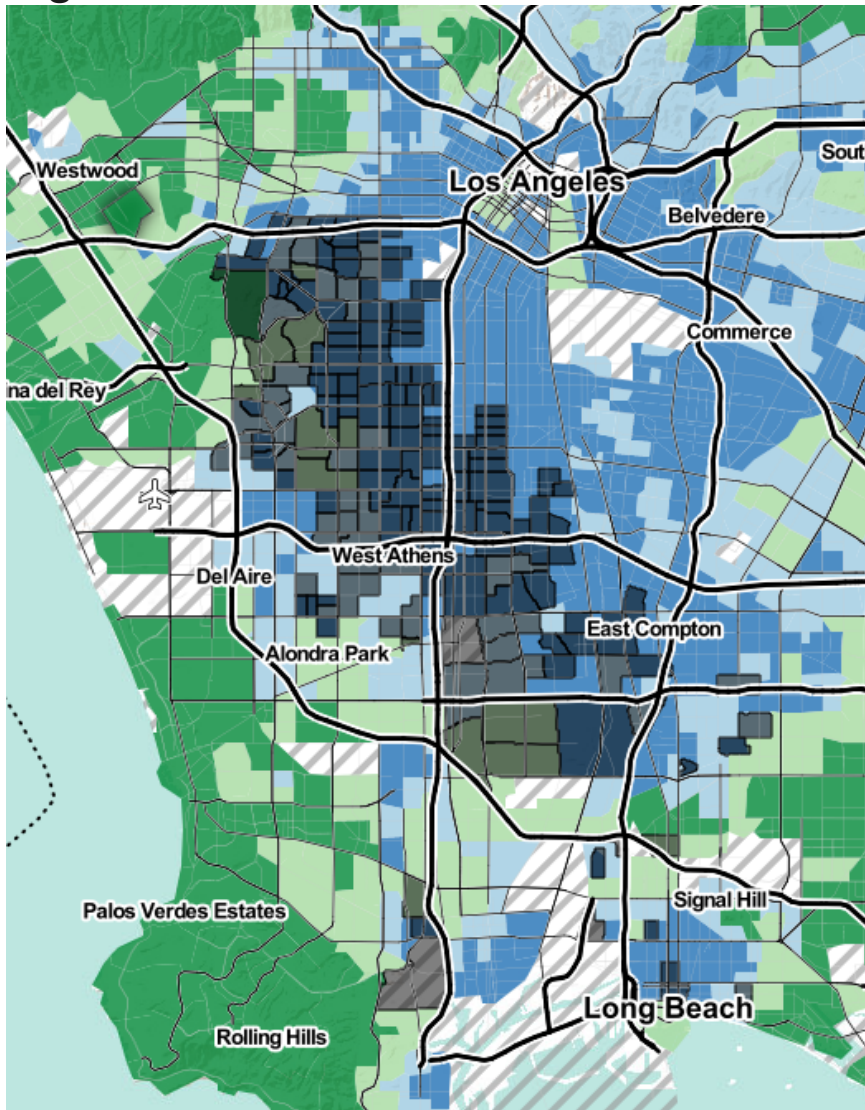 Westwood
Los Angeles
Sout
Belvedere
Commerce
ina del Rey
West Athens
Del Aire
East Compton
Alondra Park
Palos Verdes Estates
Signal Hill
Long Beach
Rolling Hills